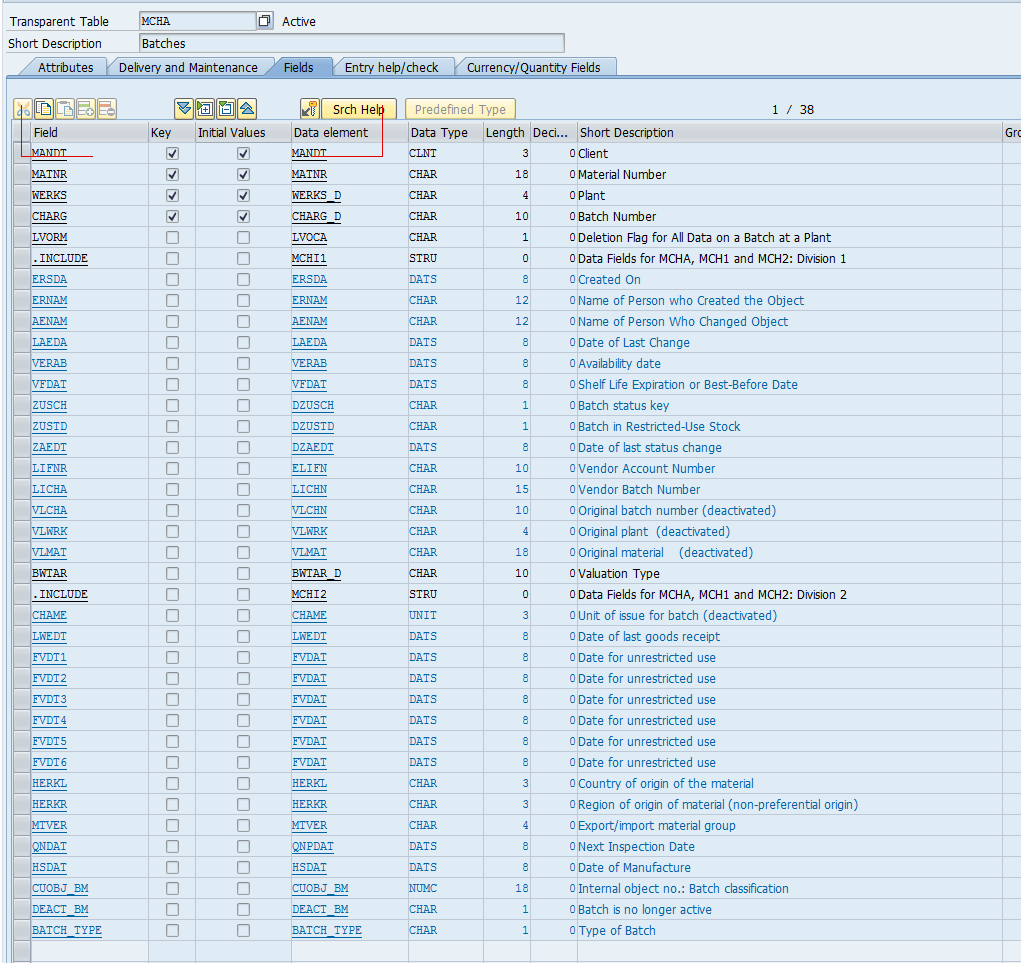 Transparent Table MCHA Active
Short Description Batches
Attributes Delivery and Maintenance Fields Entry help/check Currency/Quantity Fields
Srch Help Predefined Type 1 / 38
Field Key Initial Values Data element Data Type Length Deci... Short Description Gro
MANDT MANDT CLNT 3 0 Client
MATNR MATNR CHAR 18 0 Material Number
WERKS WERKS_D CHAR 4 0 Plant
CHARG CHARG_D CHAR 10 0 Batch Number
LVORM LVOCA CHAR 1 0 Deletion Flag for All Data on a Batch at a Plant
.INCLUDE MCHI1 STRU 0 0 Data Fields for MCHA, MCH1 and MCH2: Division 1
ERSDA ERSDA DATS 8 0 Created On
ERNAM ERNAM CHAR 12 0 Name of Person who Created the Object
AENAM AENAM CHAR 12 0 Name of Person Who Changed Object
LAEDA LAEDA DATS 8 0 Date of Last Change
VERAB VERAB DATS 8 0 Availability date
VFDAT VFDAT DATS 8 0 Shelf Life Expiration or Best-Before Date
ZUSCH DZUSCH CHAR 1 0 Batch status key
ZUSTD DZUSTD CHAR 1 0 Batch in Restricted-Use Stock
ZAEDT DZAEDT DATS 8 0 Date of last status change
LIFNR ELIFN CHAR 10 0 Vendor Account Number
LICHA LICHN CHAR 15 0 Vendor Batch Number
VLCHA VLCHN CHAR 10 0 Original batch number (deactivated)
VLWRK VLWRK CHAR 4 0 Original plant (deactivated)
VLMAT VLMAT CHAR 18 0 Original material (deactivated)
BWTAR BWTAR_D CHAR 10 0 Valuation Type
.INCLUDE MCHI2 STRU 0 0 Data Fields for MCHA, MCH1 and MCH2: Division 2
CHAME CHAME UNIT 3 0 Unit of issue for batch (deactivated)
LWEDT LWEDT DATS 8 0 Date of last goods receipt
FVDT1 FVDAT DATS 8 0 Date for unrestricted use
FVDT2 FVDAT DATS 8 0 Date for unrestricted use
FVDT3 FVDAT DATS 8 0 Date for unrestricted use
FVDT4 FVDAT DATS 8 0 Date for unrestricted use
FVDT5 FVDAT DATS 8 0 Date for unrestricted use
FVDT6 FVDAT DATS 8 0 Date for unrestricted use
HERKL HERKL CHAR 3 0 Country of origin of the material
HERKR HERKR CHAR 3 0 Region of origin of material (non-preferential origin)
MTVER MTVER CHAR 4 0 Export/import material group
QNDAT QNPDAT DATS 8 0 Next Inspection Date
HSDAT HSDAT DATS 8 0 Date of Manufacture
CUOBJ_BM CUOBJ_BM NUMC 18 0 Internal object no.: Batch classification
DEACT_BM DEACT_BM CHAR 1 0 Batch is no longer active
BATCH_TYPE BATCH_TYPE CHAR 1 0 Type of Batch